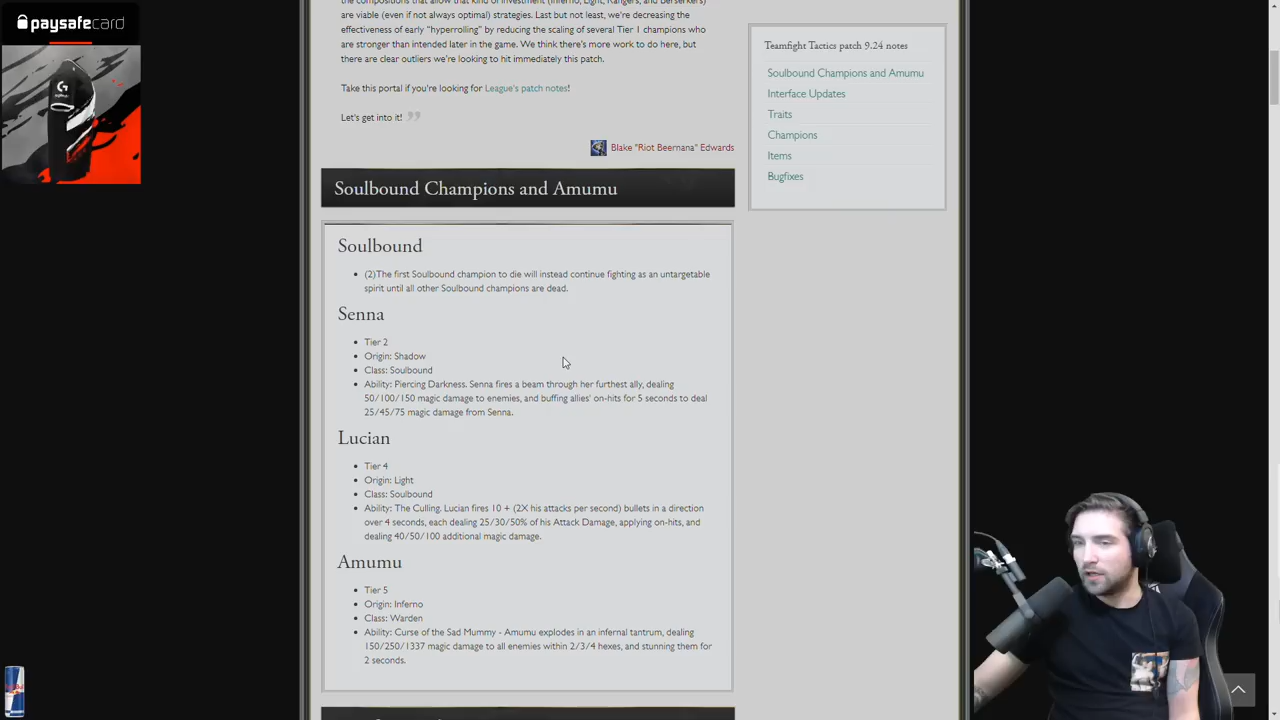 paysafecard
the compositions that allow that kind of investment (Inferno, Light, Rangers, and Berserkers)
are viable (even if not always optimal) strategies. Last but not least, we're decreasing the
effectiveness of early "hyperrolling" by reducing the scaling of several Tier 1 champions who
are stronger than intended later in the game. We think there's more work to do here, but
there are clear outliers we're looking to hit immediately this patch.
Take this portal if you're looking for League's patch notes!
Let's get into it!
Blake "Riot Beernana" Edwards
Soulbound Champions and Amumu
Soulbound
(2)The first Soulbound champion to die will instead continue fighting as an untargetable
spirit until all other Soulbound champions are dead.
Senna
Tier 2
Origin: Shadow
Class: Soulbound
Ability: Piercing Darkness. Senna fires a beam through her furthest ally, dealing
50/100/150 magic damage to enemies, and buffing allies' on-hits for 5 seconds to deal
25/45/75 magic damage from Senna.
Lucian
Tier 4
Origin: Light
Class: Soulbound
Ability: The Culling. Lucian fires 10 + (2X his attacks per second) bullets in a direction
over 4 seconds, each dealing 25/30/50% of his Attack Damage, applying on-hits, and
dealing 40/50/100 additional magic damage.
Amumu
Tier 5
Origin: Inferno
Class: Warden
Ability: Curse of the Sad Mummy - Amumu explodes in an infernal tantrum, dealing
150/250/1337 magic damage to all enemies within 2/3/4 hexes, and stunning them for
2 seconds.
Teamfight Tactics patch 9.24 notes
Soulbound Champions and Amumu
Interface Updates
Traits
Champions
Items
Bugfixes